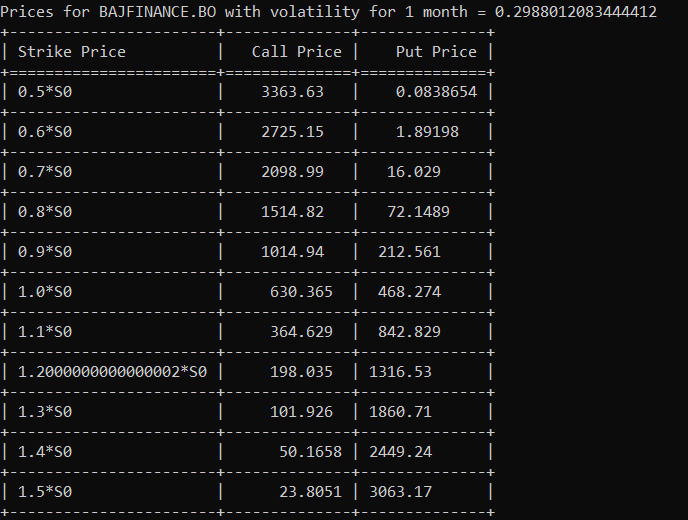 Prices for BAJFINANCE.BO with volatility for 1 month = 0.2988012083444412
+-----------------------+--------------+--------------+
| Strike Price          |   Call Price |    Put Price |
+=======================+==============+==============+
| 0.5*S0                |    3363.63   |    0.0838654 |
+-----------------------+--------------+--------------+
| 0.6*S0                |    2725.15   |    1.89198   |
+-----------------------+--------------+--------------+
| 0.7*S0                |    2098.99   |   16.029     |
+-----------------------+--------------+--------------+
| 0.8*S0                |    1514.82   |   72.1489    |
+-----------------------+--------------+--------------+
| 0.9*S0                |    1014.94   |  212.561     |
+-----------------------+--------------+--------------+
| 1.0*S0                |     630.365  |  468.274     |
+-----------------------+--------------+--------------+
| 1.1*S0                |     364.629  |  842.829     |
+-----------------------+--------------+--------------+
| 1.2000000000000002*S0 |     198.035  | 1316.53      |
+-----------------------+--------------+--------------+
| 1.3*S0                |     101.926  | 1860.71      |
+-----------------------+--------------+--------------+
| 1.4*S0                |      50.1658 | 2449.24      |
+-----------------------+--------------+--------------+
| 1.5*S0                |      23.8051 | 3063.17      |
+-----------------------+--------------+--------------+